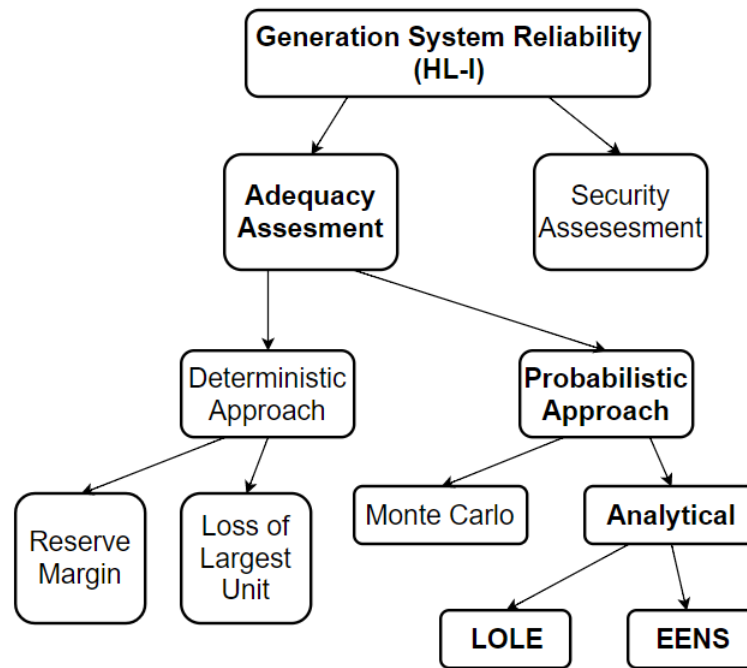 Generation System Reliability
(HL-I)
Adequacy
Assesment
Security
Assesesment
Deterministic
Approach
Probabilistic
Approach
Reserve
Margin
Loss of
Largest
Unit
Monte Carlo
Analytical
LOLE
EENS